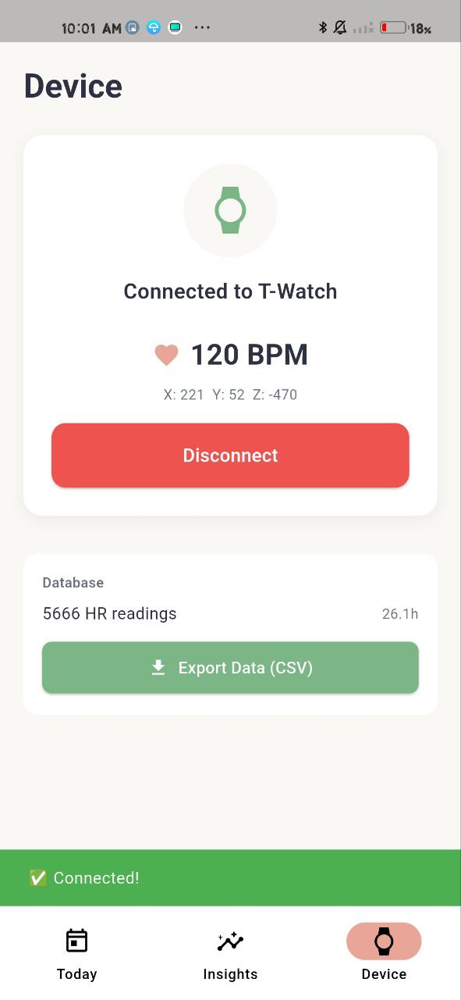 10:01 AM ··· 18%
Device
Connected to T-Watch
120 BPM
X: 221 Y: 52 Z: -470
Disconnect
Database
5666 HR readings 26.1h
Export Data (CSV)
✅ Connected!
Today Insights Device